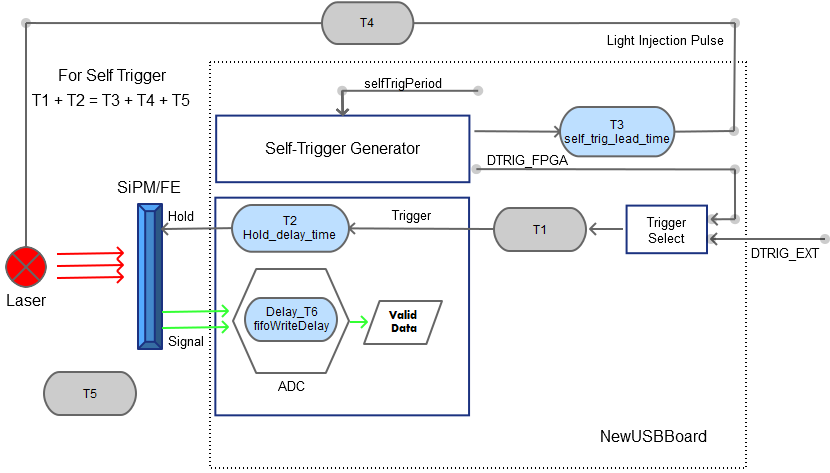 T4
Light Injection Pulse
For Self Trigger
T1 + T2 = T3 + T4 + T5
selfTrigPeriod
T3
self_trig_lead_time
Self-Trigger Generator
DTRIG_FPGA
SiPM/FE
Hold
T2
Hold_delay_time
Trigger
T1
Trigger
Select
DTRIG_EXT
Laser
Delay_T6
fifoWriteDelay
Valid
Data
Signal
ADC
T5
NewUSBBoard